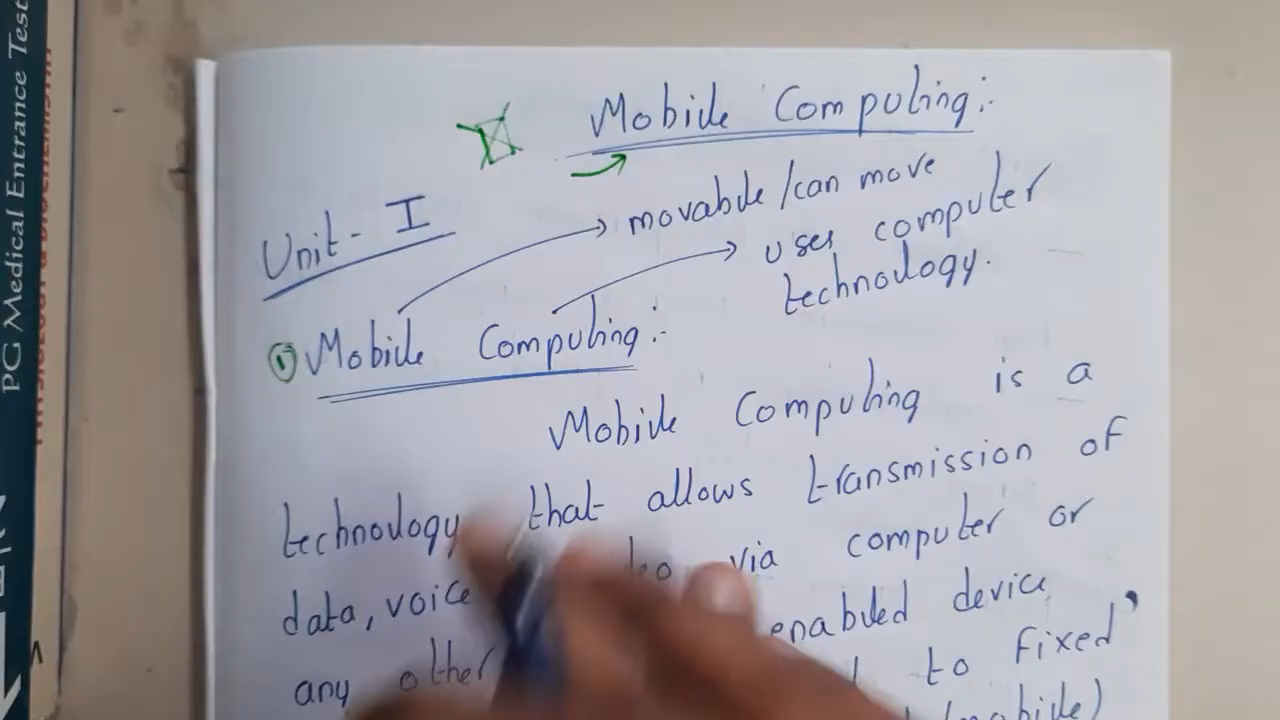 PG Medical Entrance Test
Mobile Computing:-
Unit - I
movable / can move
uses computer
technology.
① Mobile Computing:-
Mobile Computing is a
technology that allows transmission of
data, voice via computer or
any other enabled device
to fixed
(mobile)